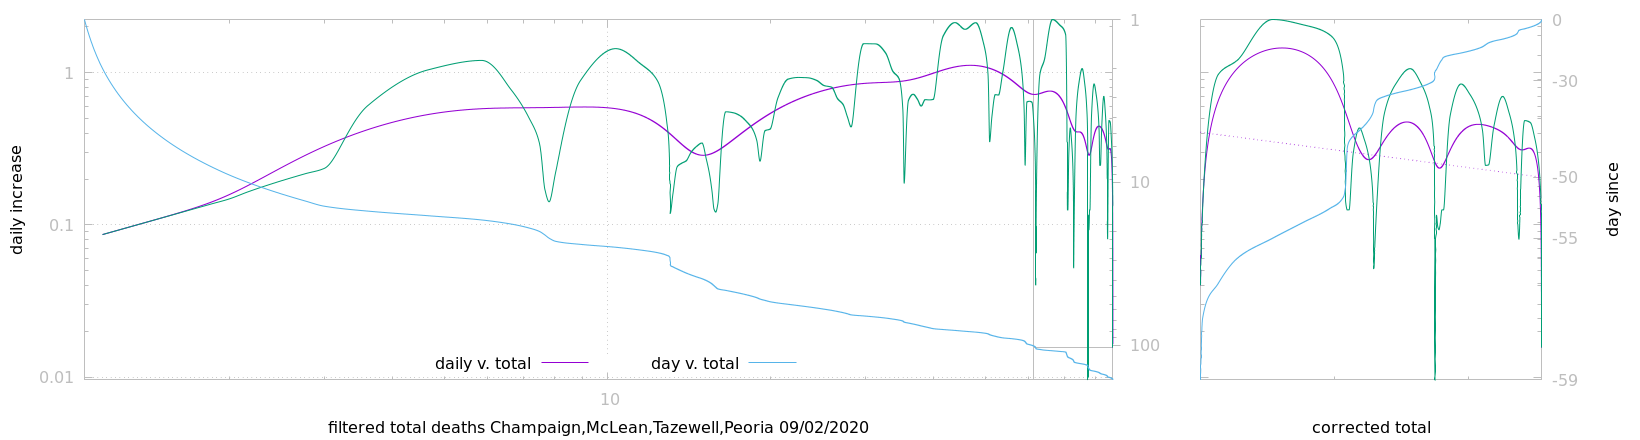 daily increase
1
0.1
0.01
10
1
10
100
daily v. total
day v. total
filtered total deaths Champaign,McLean,Tazewell,Peoria 09/02/2020
0
-30
-50
-55
-59
day since
corrected total